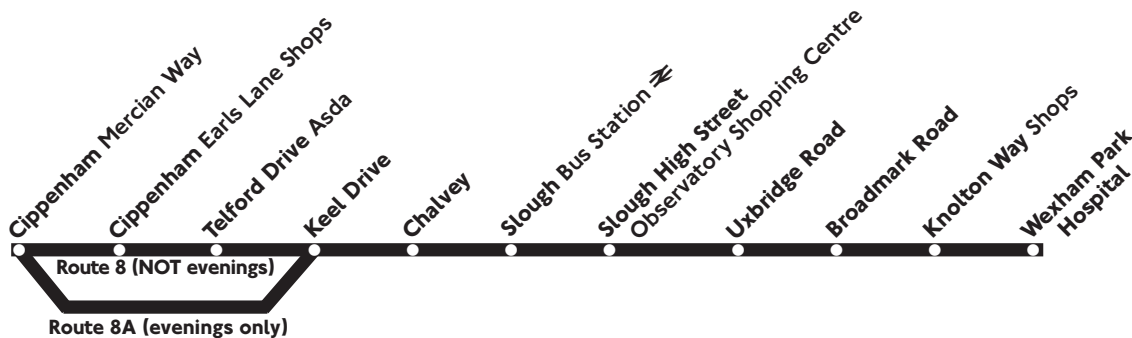 Cippenham Mercian Way
Cippenham Earls Lane Shops
Telford Drive Asda
Keel Drive
Chalvey
Slough Bus Station
Slough High Street
Observatory Shopping Centre
Uxbridge Road
Broadmark Road
Knolton Way Shops
Wexham Park
Hospital
Route 8 (NOT evenings)
Route 8A (evenings only)